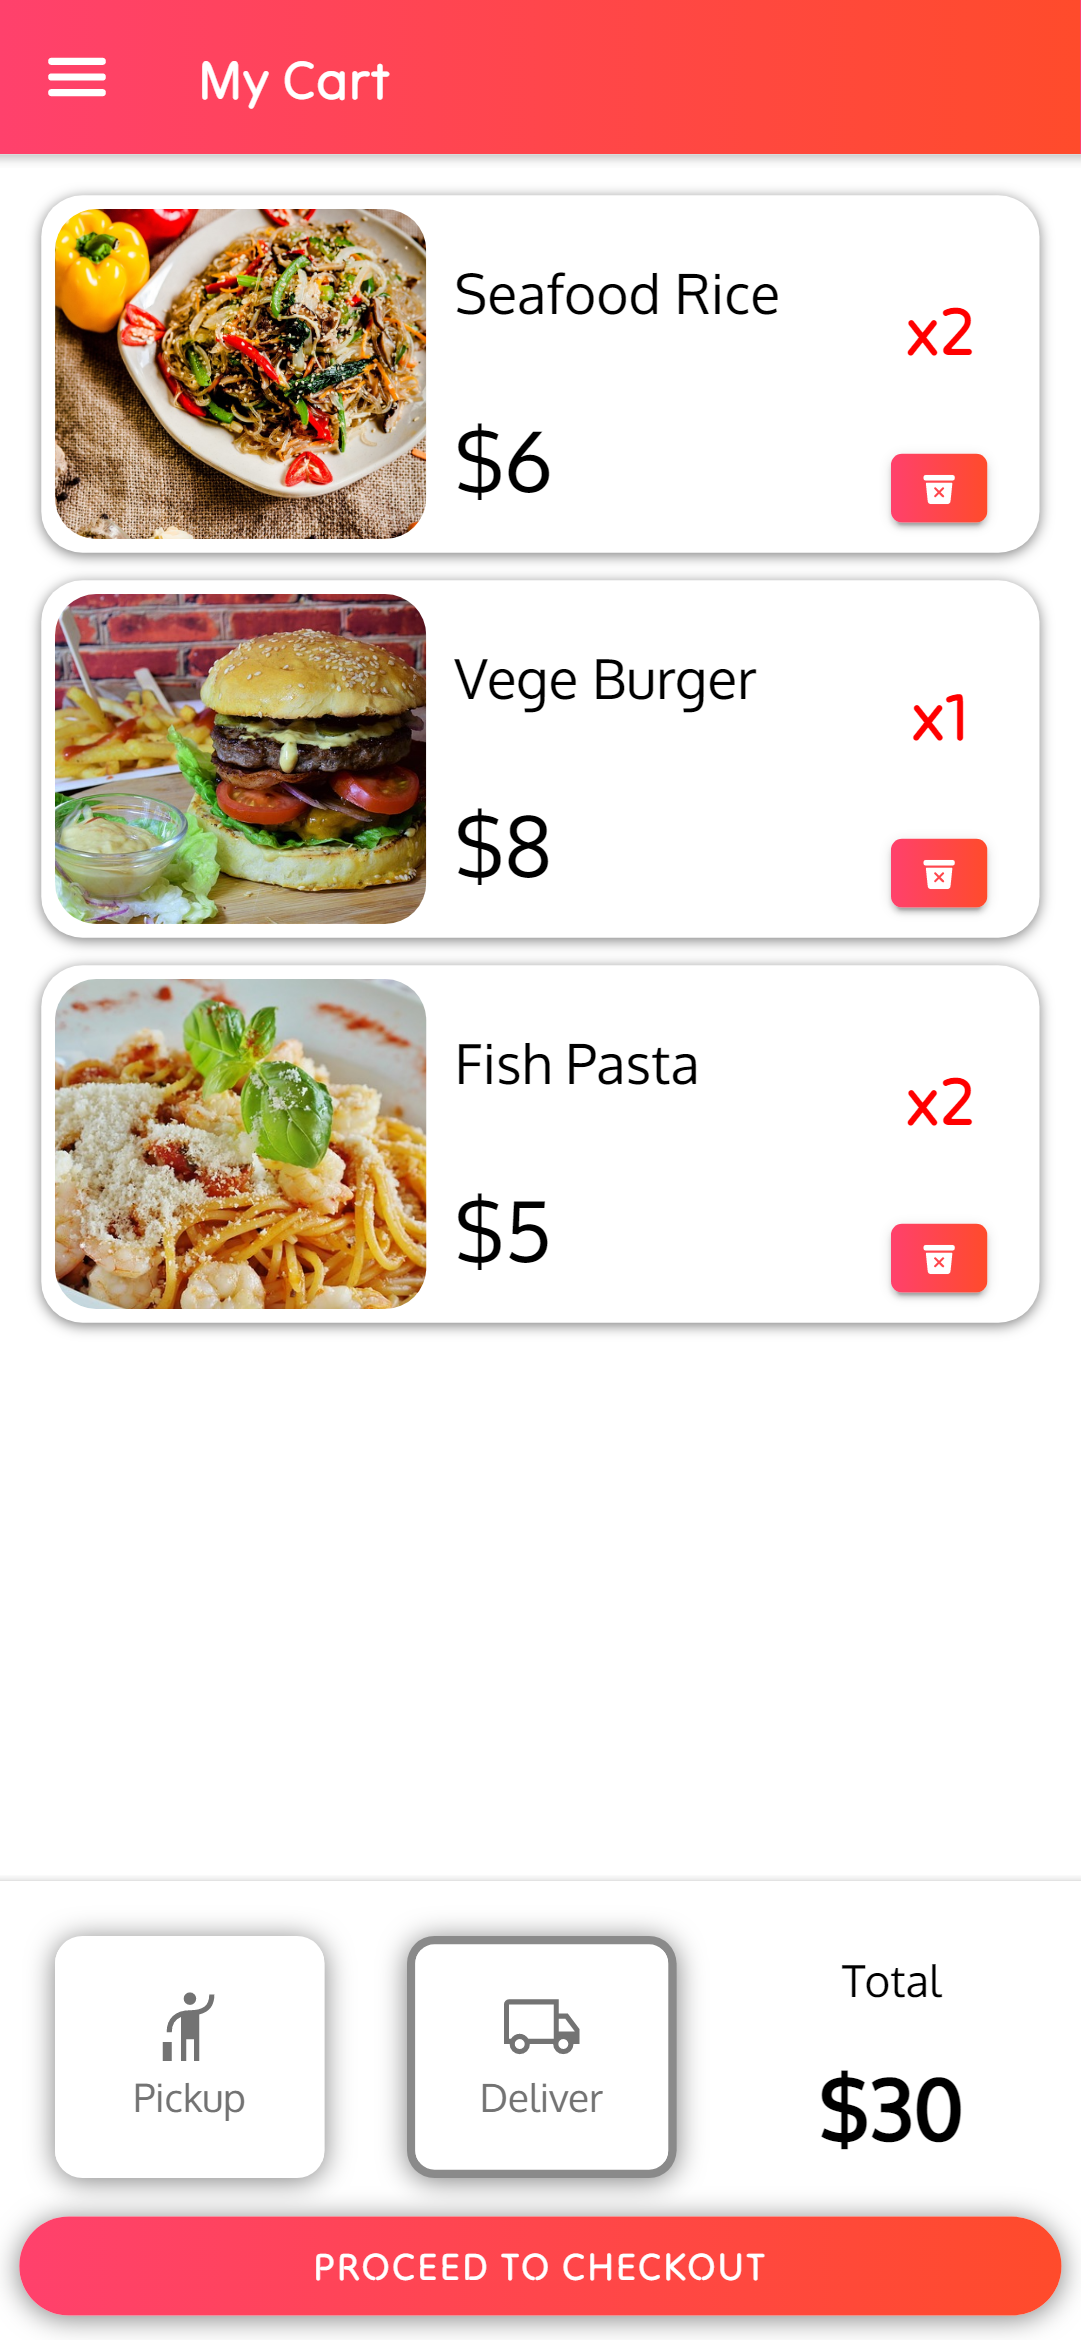 My Cart
Seafood Rice
x2
$6
Vege Burger
x1
$8
Fish Pasta
x2
$5
Pickup
Deliver
Total
$30
PROCEED TO CHECKOUT